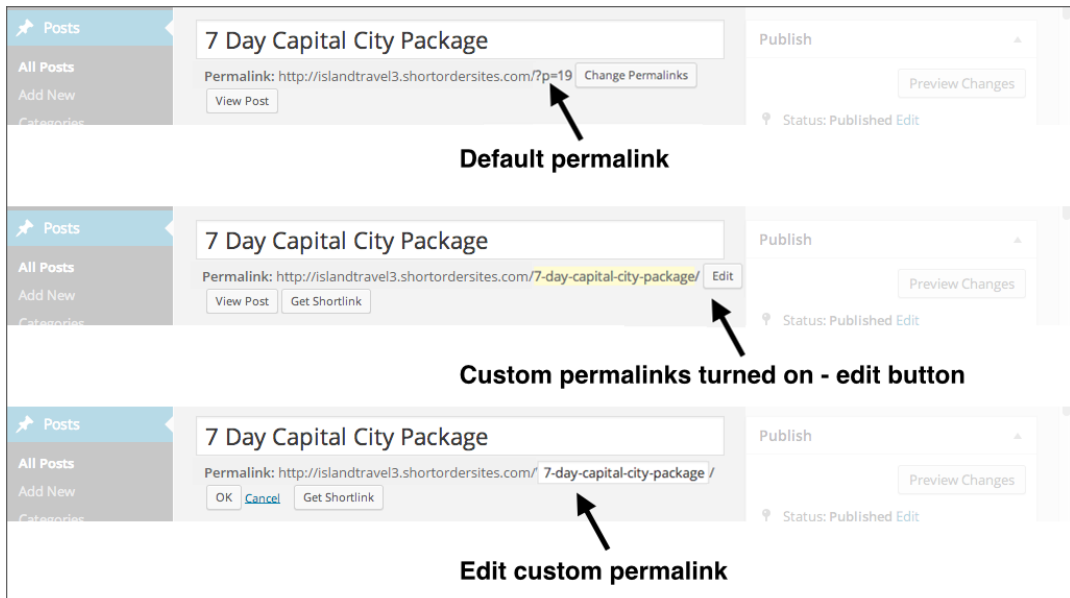 Posts
All Posts
Add New
Categories
7 Day Capital City Package
Permalink: http://islandtravel3.shortordersites.com/?p=19 Change Permalinks
View Post
Publish
Preview Changes
Status: Published Edit
Default permalink
Posts
All Posts
Add New
Categories
7 Day Capital City Package
Permalink: http://islandtravel3.shortordersites.com/7-day-capital-city-package/ Edit
View Post Get Shortlink
Publish
Preview Changes
Status: Published Edit
Custom permalinks turned on - edit button
Posts
All Posts
Add New
Categories
7 Day Capital City Package
Permalink: http://islandtravel3.shortordersites.com/ 7-day-capital-city-package /
OK Cancel Get Shortlink
Publish
Preview Changes
Status: Published Edit
Edit custom permalink